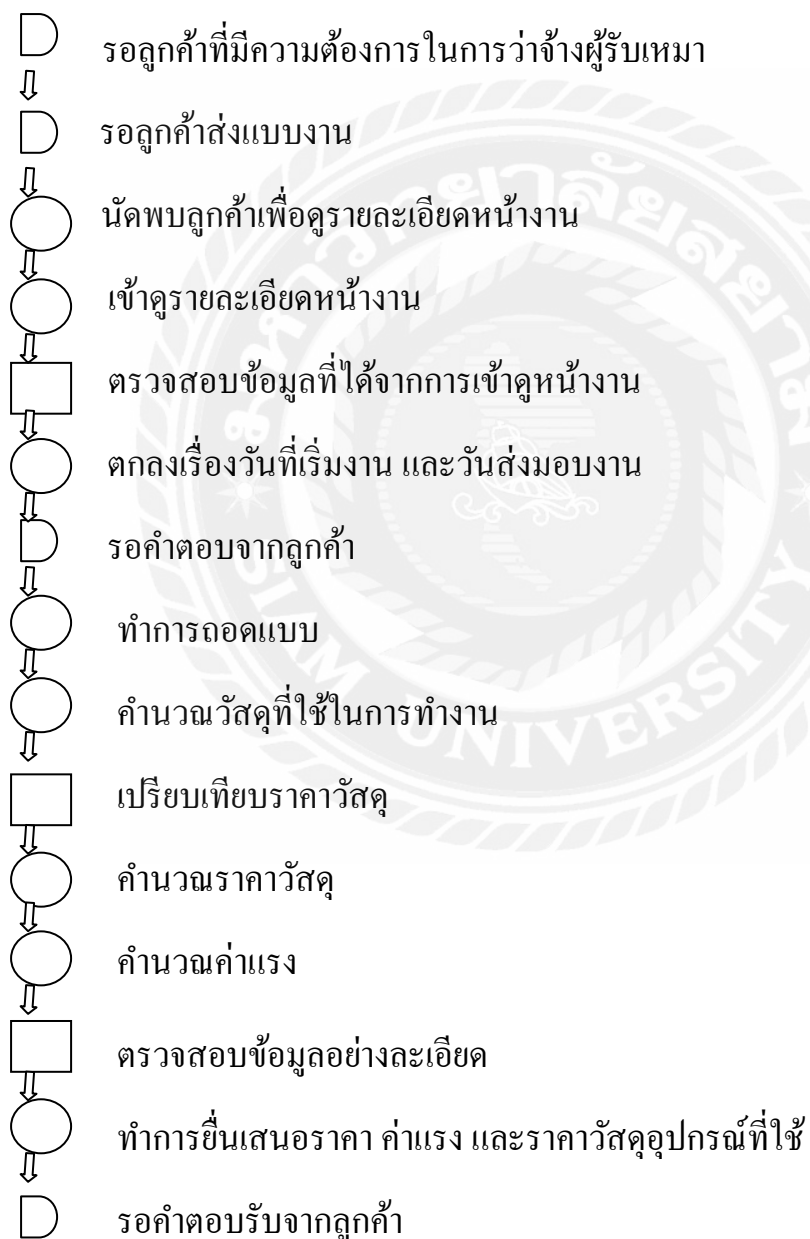 รอลูกค้าที่มีความต้องการในการว่าจ้างผู้รับเหมา
รอลูกค้าส่งแบบงาน
นัดพบลูกค้าเพื่อดูรายละเอียดหน้างาน
เข้าดูรายละเอียดหน้างาน
ตรวจสอบข้อมูลที่ได้จากการเข้าดูหน้างาน
ตกลงเรื่องวันที่เริ่มงาน และวันส่งมอบงาน
รอคำตอบจากลูกค้า
ทำการถอดแบบ
คำนวณวัสดุที่ใช้ในการทำงาน
เปรียบเทียบราคาวัสดุ
คำนวณราคาวัสดุ
คำนวณค่าแรง
ตรวจสอบข้อมูลอย่างละเอียด
ทำการยื่นเสนอราคา ค่าแรง และราคาวัสดุอุปกรณ์ที่ใช้
รอคำตอบรับจากลูกค้า
มหาวิทยาลัยสยาม
SIAM UNIVERSITY